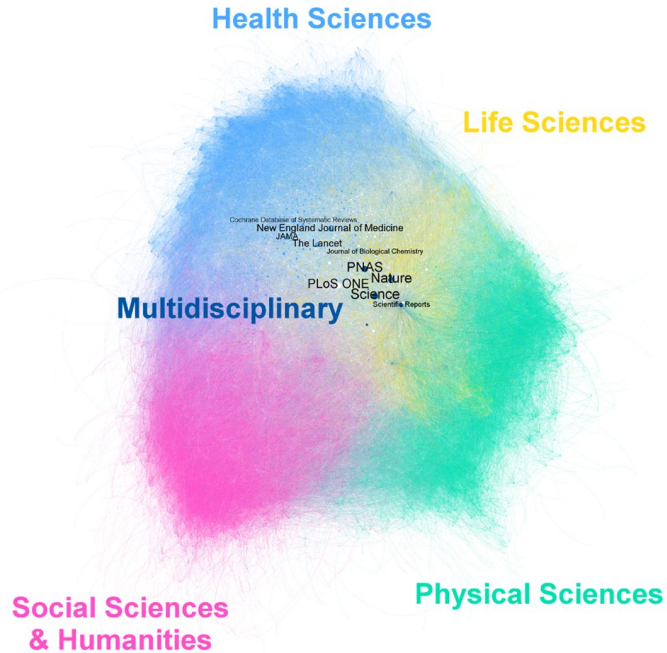 Health Sciences
Life Sciences
Cochrane Database of Systematic Reviews
New England Journal of Medicine
JAMA
The Lancet
Journal of Biological Chemistry
PNAS
Nature
PLoS ONE
Science
Scientific Reports
Multidisciplinary
Physical Sciences
Social Sciences
& Humanities